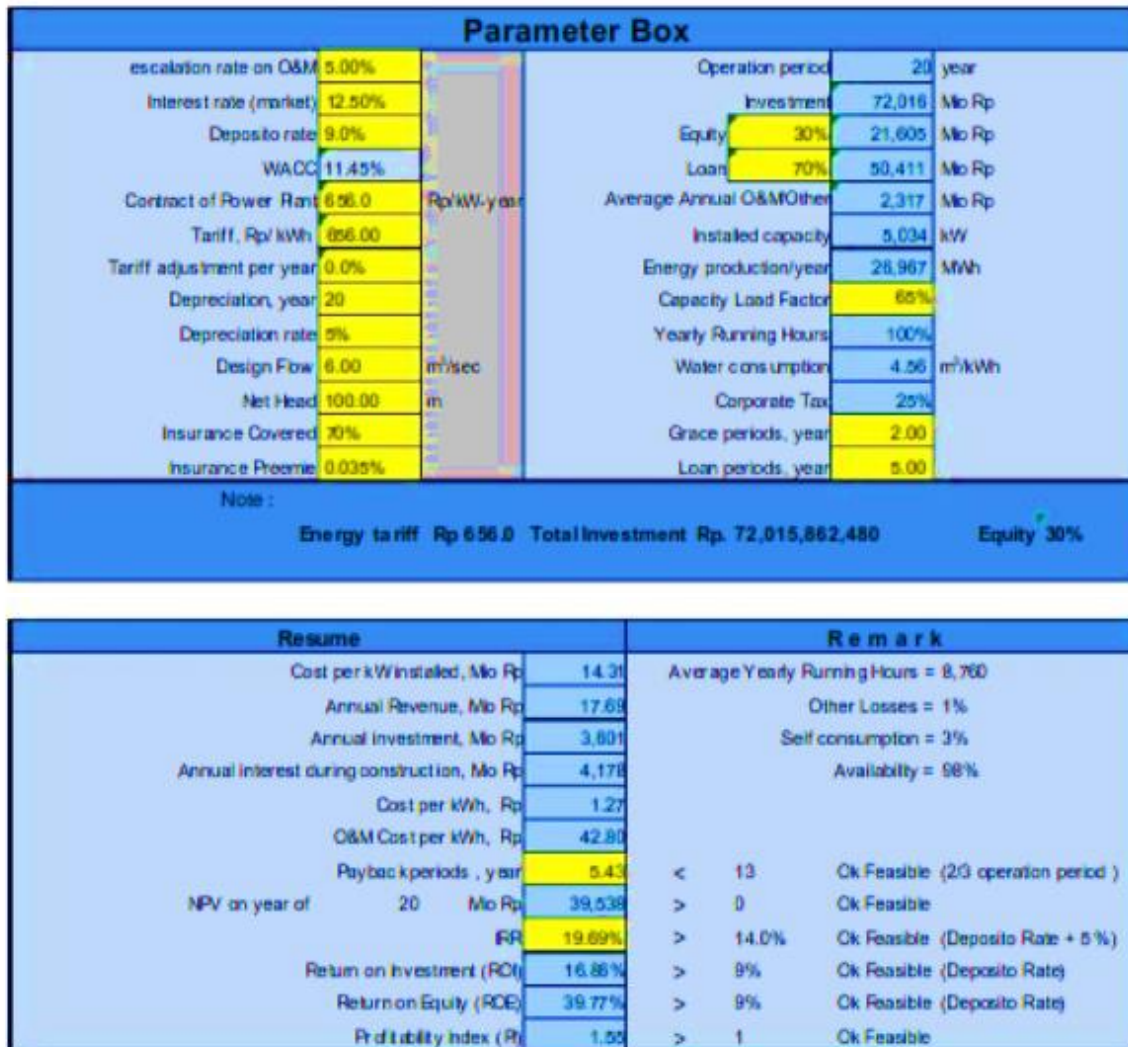 Parameter Box
escalation rate on O&M 5.00% Operation period 20 year
Interest rate (market) 12.50% Investment 72,016 Mio Rp
Deposito rate 9.0% Equity 30% 21,605 Mio Rp
WACC 11.45% Loan 70% 50,411 Mio Rp
Contract of Power Plant 656.0 Rp/kW-year Average Annual O&M/Other 2,317 Mio Rp
Tariff, Rp/ kWh 656.00 Installed capacity 5,034 kW
Tariff adjustment per year 0.0% Energy production/year 26,967 MWh
Depreciation, year 20 Capacity Load Factor 65%
Depreciation rate 5% Yearly Running Hours 100%
Design Flow 6.00 m³/sec Water consumption 4.56 m³/kWh
Net Head 100.00 m Corporate Tax 25%
Insurance Covered 70% Grace periods, year 2.00
Insurance Preemie 0.035% Loan periods, year 5.00
Note :
Energy tariff Rp 656.0 Total Investment Rp. 72,015,862,480 Equity 30%
Resume Remark
Cost per kW installed, Mio Rp 14.31 Average Yearly Running Hours = 8,760
Annual Revenue, Mio Rp 17.69 Other Losses = 1%
Annual investment, Mio Rp 3,601 Self consumption = 3%
Annual interest during construction, Mio Rp 4,178 Availability = 98%
Cost per kWh, Rp 1.27
O&M Cost per kWh, Rp 42.80
Payback periods , year 5.43 < 13 Ok Feasible (2/3 operation period )
NPV on year of 20 Mio Rp 39,538 > 0 Ok Feasible
IRR 19.69% > 14.0% Ok Feasible (Deposito Rate + 5%)
Return on Investment (ROI) 16.86% > 9% Ok Feasible (Deposito Rate)
Return on Equity (ROE) 39.77% > 9% Ok Feasible (Deposito Rate)
Profitability Index (PI) 1.55 > 1 Ok Feasible